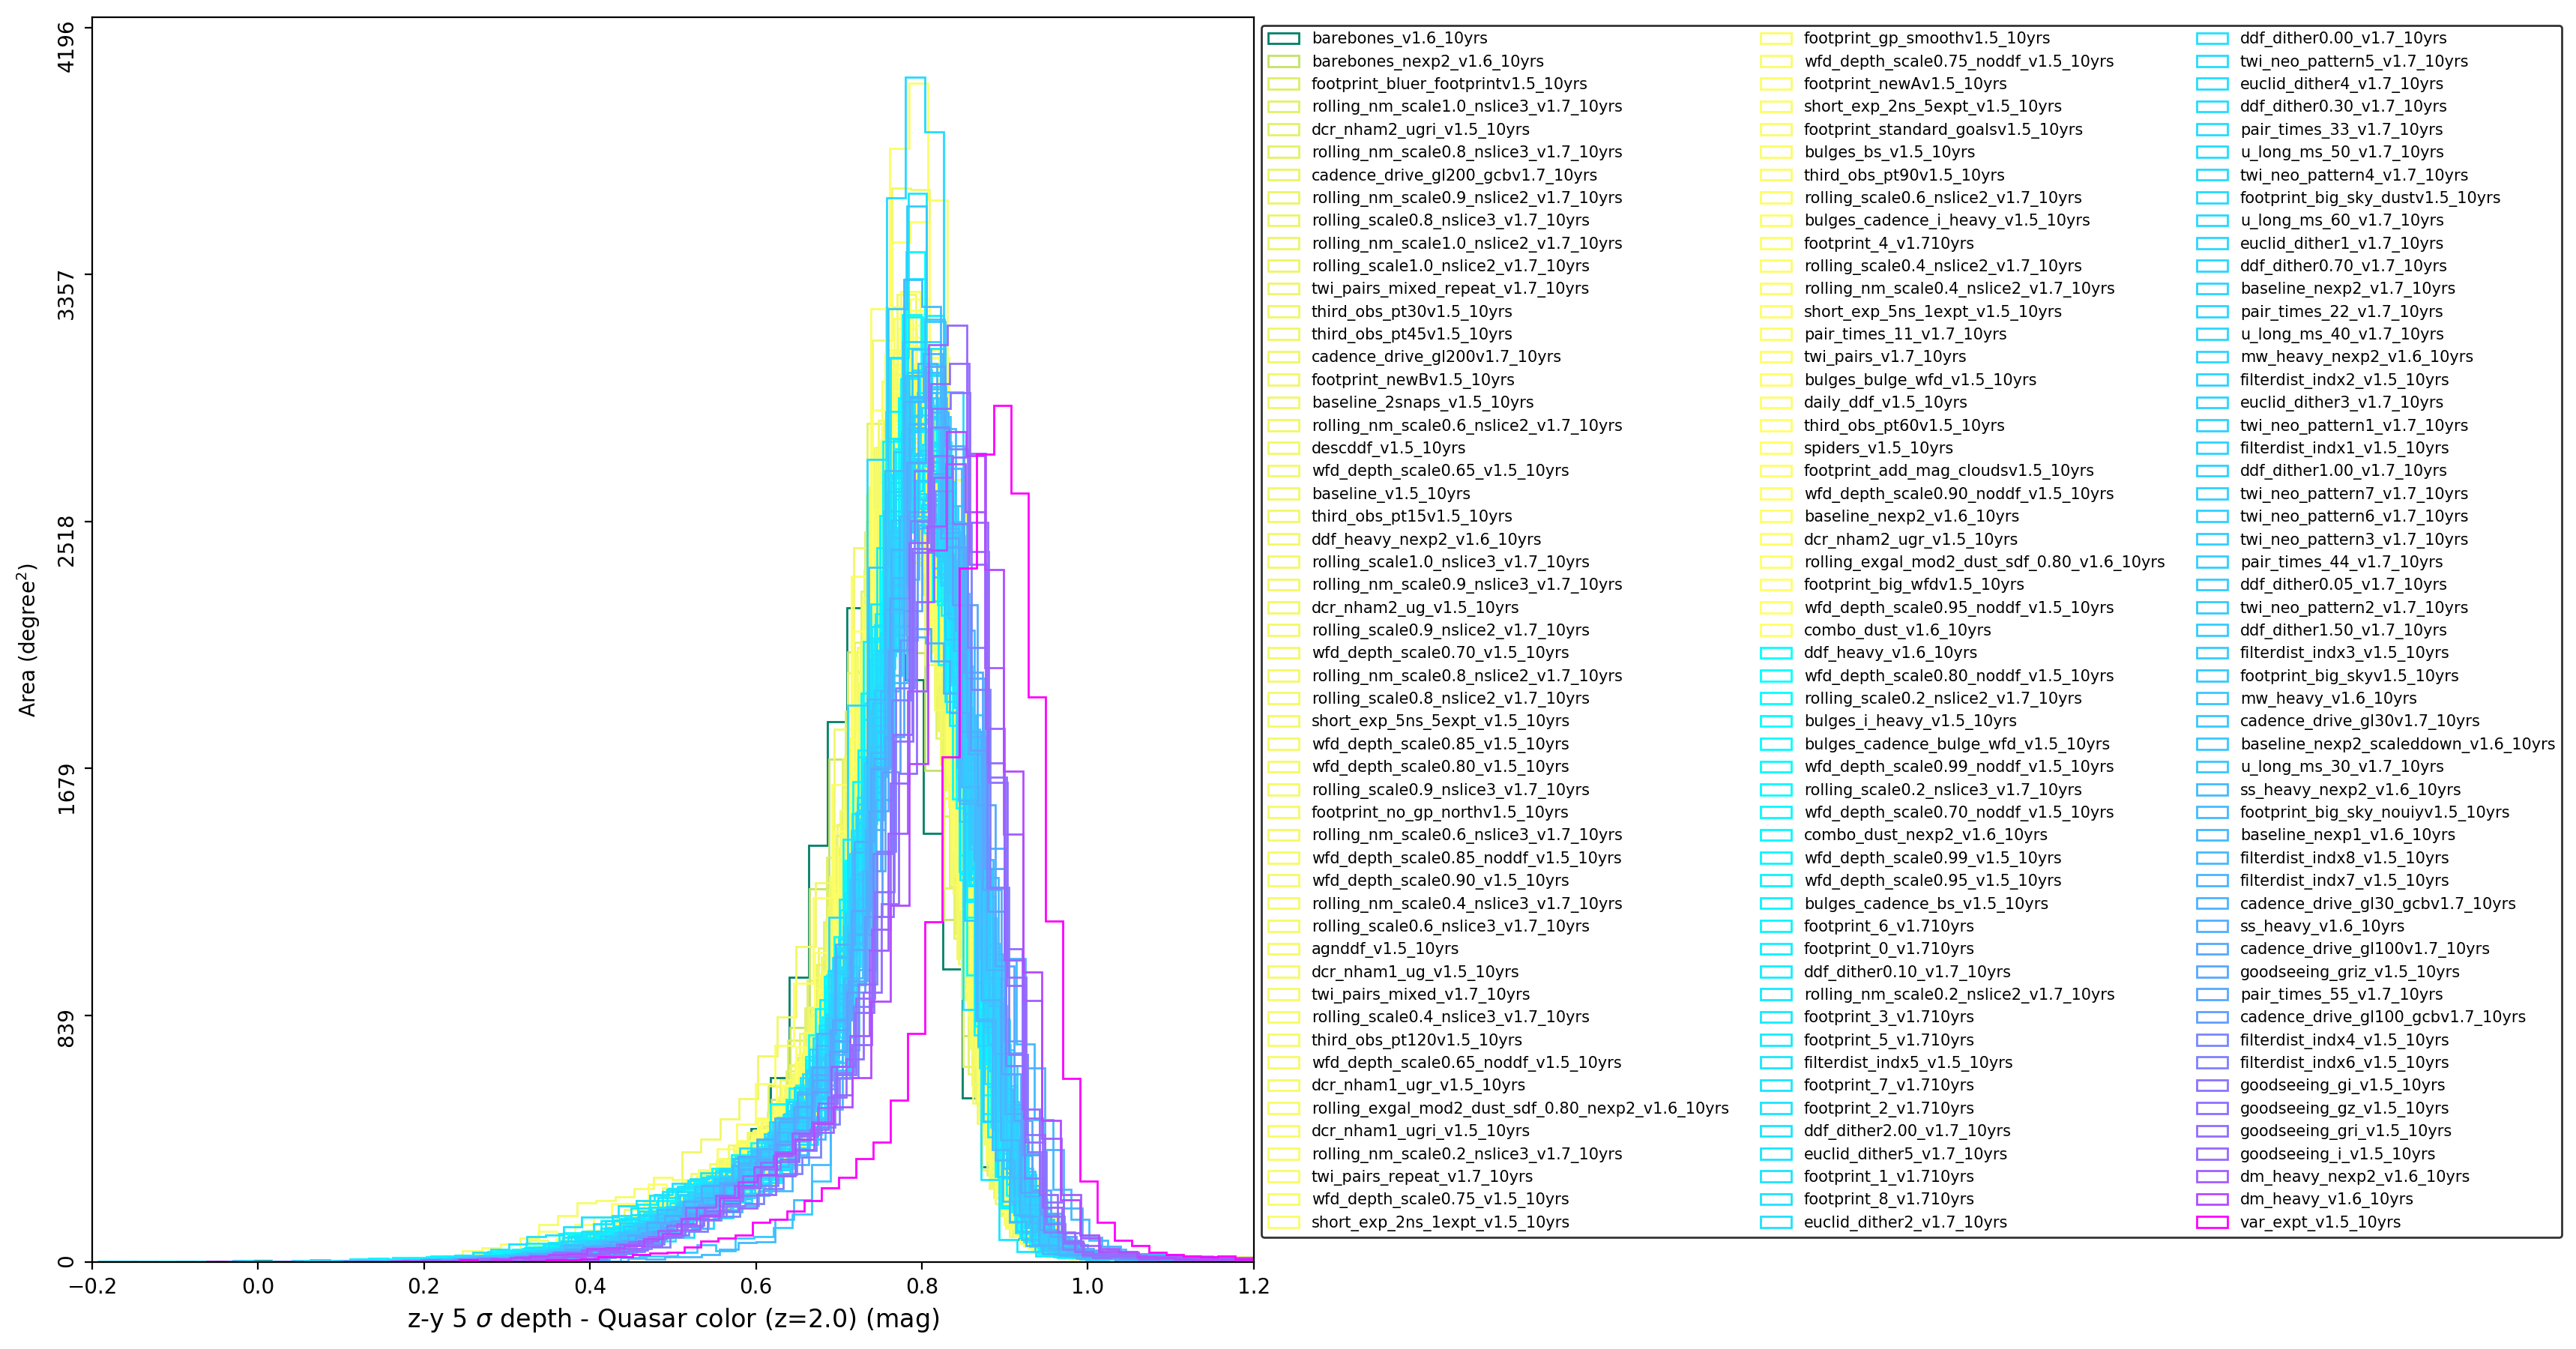 4196
3357
2518
1679
839
0
Area (degree²)
−0.2 0.0 0.2 0.4 0.6 0.8 1.0 1.2
z-y 5 σ depth - Quasar color (z=2.0) (mag)
barebones_v1.6_10yrs
barebones_nexp2_v1.6_10yrs
footprint_bluer_footprintv1.5_10yrs
rolling_nm_scale1.0_nslice3_v1.7_10yrs
dcr_nham2_ugri_v1.5_10yrs
rolling_nm_scale0.8_nslice3_v1.7_10yrs
cadence_drive_gl200_gcbv1.7_10yrs
rolling_nm_scale0.9_nslice2_v1.7_10yrs
rolling_scale0.8_nslice3_v1.7_10yrs
rolling_nm_scale1.0_nslice2_v1.7_10yrs
rolling_scale1.0_nslice2_v1.7_10yrs
twi_pairs_mixed_repeat_v1.7_10yrs
third_obs_pt30v1.5_10yrs
third_obs_pt45v1.5_10yrs
cadence_drive_gl200v1.7_10yrs
footprint_newBv1.5_10yrs
baseline_2snaps_v1.5_10yrs
rolling_nm_scale0.6_nslice2_v1.7_10yrs
descddf_v1.5_10yrs
wfd_depth_scale0.65_v1.5_10yrs
baseline_v1.5_10yrs
third_obs_pt15v1.5_10yrs
ddf_heavy_nexp2_v1.6_10yrs
rolling_scale1.0_nslice3_v1.7_10yrs
rolling_nm_scale0.9_nslice3_v1.7_10yrs
dcr_nham2_ug_v1.5_10yrs
rolling_scale0.9_nslice2_v1.7_10yrs
wfd_depth_scale0.70_v1.5_10yrs
rolling_nm_scale0.8_nslice2_v1.7_10yrs
rolling_scale0.8_nslice2_v1.7_10yrs
short_exp_5ns_5expt_v1.5_10yrs
wfd_depth_scale0.85_v1.5_10yrs
wfd_depth_scale0.80_v1.5_10yrs
rolling_scale0.9_nslice3_v1.7_10yrs
footprint_no_gp_northv1.5_10yrs
rolling_nm_scale0.6_nslice3_v1.7_10yrs
wfd_depth_scale0.85_noddf_v1.5_10yrs
wfd_depth_scale0.90_v1.5_10yrs
rolling_nm_scale0.4_nslice3_v1.7_10yrs
rolling_scale0.6_nslice3_v1.7_10yrs
agnddf_v1.5_10yrs
dcr_nham1_ug_v1.5_10yrs
twi_pairs_mixed_v1.7_10yrs
rolling_scale0.4_nslice3_v1.7_10yrs
third_obs_pt120v1.5_10yrs
wfd_depth_scale0.65_noddf_v1.5_10yrs
dcr_nham1_ugr_v1.5_10yrs
rolling_exgal_mod2_dust_sdf_0.80_nexp2_v1.6_10yrs
dcr_nham1_ugri_v1.5_10yrs
rolling_nm_scale0.2_nslice3_v1.7_10yrs
twi_pairs_repeat_v1.7_10yrs
wfd_depth_scale0.75_v1.5_10yrs
short_exp_2ns_1expt_v1.5_10yrs
footprint_gp_smoothv1.5_10yrs
wfd_depth_scale0.75_noddf_v1.5_10yrs
footprint_newAv1.5_10yrs
short_exp_2ns_5expt_v1.5_10yrs
footprint_standard_goalsv1.5_10yrs
bulges_bs_v1.5_10yrs
third_obs_pt90v1.5_10yrs
rolling_scale0.6_nslice2_v1.7_10yrs
bulges_cadence_i_heavy_v1.5_10yrs
footprint_4_v1.710yrs
rolling_scale0.4_nslice2_v1.7_10yrs
rolling_nm_scale0.4_nslice2_v1.7_10yrs
short_exp_5ns_1expt_v1.5_10yrs
pair_times_11_v1.7_10yrs
twi_pairs_v1.7_10yrs
bulges_bulge_wfd_v1.5_10yrs
daily_ddf_v1.5_10yrs
third_obs_pt60v1.5_10yrs
spiders_v1.5_10yrs
footprint_add_mag_cloudsv1.5_10yrs
wfd_depth_scale0.90_noddf_v1.5_10yrs
baseline_nexp2_v1.6_10yrs
dcr_nham2_ugr_v1.5_10yrs
rolling_exgal_mod2_dust_sdf_0.80_v1.6_10yrs
footprint_big_wfdv1.5_10yrs
wfd_depth_scale0.95_noddf_v1.5_10yrs
combo_dust_v1.6_10yrs
ddf_heavy_v1.6_10yrs
wfd_depth_scale0.80_noddf_v1.5_10yrs
rolling_scale0.2_nslice2_v1.7_10yrs
bulges_i_heavy_v1.5_10yrs
bulges_cadence_bulge_wfd_v1.5_10yrs
wfd_depth_scale0.99_noddf_v1.5_10yrs
rolling_scale0.2_nslice3_v1.7_10yrs
wfd_depth_scale0.70_noddf_v1.5_10yrs
combo_dust_nexp2_v1.6_10yrs
wfd_depth_scale0.99_v1.5_10yrs
wfd_depth_scale0.95_v1.5_10yrs
bulges_cadence_bs_v1.5_10yrs
footprint_6_v1.710yrs
footprint_0_v1.710yrs
ddf_dither0.10_v1.7_10yrs
rolling_nm_scale0.2_nslice2_v1.7_10yrs
footprint_3_v1.710yrs
footprint_5_v1.710yrs
filterdist_indx5_v1.5_10yrs
footprint_7_v1.710yrs
footprint_2_v1.710yrs
ddf_dither2.00_v1.7_10yrs
euclid_dither5_v1.7_10yrs
footprint_1_v1.710yrs
footprint_8_v1.710yrs
euclid_dither2_v1.7_10yrs
ddf_dither0.00_v1.7_10yrs
twi_neo_pattern5_v1.7_10yrs
euclid_dither4_v1.7_10yrs
ddf_dither0.30_v1.7_10yrs
pair_times_33_v1.7_10yrs
u_long_ms_50_v1.7_10yrs
twi_neo_pattern4_v1.7_10yrs
footprint_big_sky_dustv1.5_10yrs
u_long_ms_60_v1.7_10yrs
euclid_dither1_v1.7_10yrs
ddf_dither0.70_v1.7_10yrs
baseline_nexp2_v1.7_10yrs
pair_times_22_v1.7_10yrs
u_long_ms_40_v1.7_10yrs
mw_heavy_nexp2_v1.6_10yrs
filterdist_indx2_v1.5_10yrs
euclid_dither3_v1.7_10yrs
twi_neo_pattern1_v1.7_10yrs
filterdist_indx1_v1.5_10yrs
ddf_dither1.00_v1.7_10yrs
twi_neo_pattern7_v1.7_10yrs
twi_neo_pattern6_v1.7_10yrs
twi_neo_pattern3_v1.7_10yrs
pair_times_44_v1.7_10yrs
ddf_dither0.05_v1.7_10yrs
twi_neo_pattern2_v1.7_10yrs
ddf_dither1.50_v1.7_10yrs
filterdist_indx3_v1.5_10yrs
footprint_big_skyv1.5_10yrs
mw_heavy_v1.6_10yrs
cadence_drive_gl30v1.7_10yrs
baseline_nexp2_scaleddown_v1.6_10yrs
u_long_ms_30_v1.7_10yrs
ss_heavy_nexp2_v1.6_10yrs
footprint_big_sky_nouiyv1.5_10yrs
baseline_nexp1_v1.6_10yrs
filterdist_indx8_v1.5_10yrs
filterdist_indx7_v1.5_10yrs
cadence_drive_gl30_gcbv1.7_10yrs
ss_heavy_v1.6_10yrs
cadence_drive_gl100v1.7_10yrs
goodseeing_griz_v1.5_10yrs
pair_times_55_v1.7_10yrs
cadence_drive_gl100_gcbv1.7_10yrs
filterdist_indx4_v1.5_10yrs
filterdist_indx6_v1.5_10yrs
goodseeing_gi_v1.5_10yrs
goodseeing_gz_v1.5_10yrs
goodseeing_gri_v1.5_10yrs
goodseeing_i_v1.5_10yrs
dm_heavy_nexp2_v1.6_10yrs
dm_heavy_v1.6_10yrs
var_expt_v1.5_10yrs